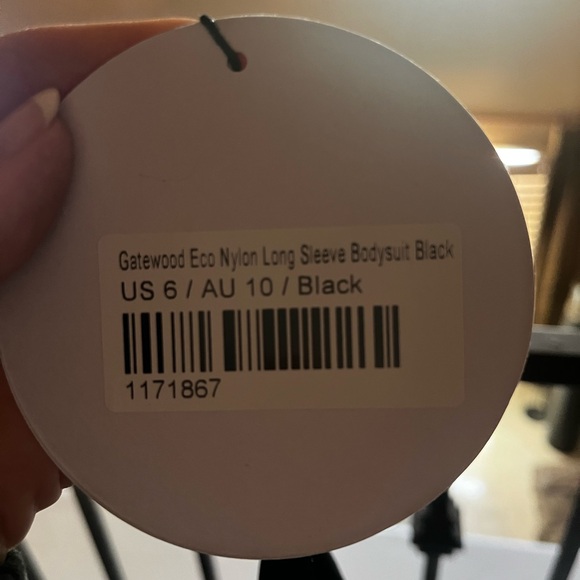 Gatewood Eco Nylon Long Sleeve Bodysuit Black
US 6 / AU 10 / Black
1171867